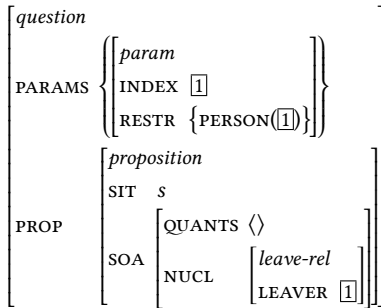 question
PARAMS {[param
INDEX 1
RESTR {PERSON(1)}]}
PROP [proposition
SIT s
SOA [QUANTS ⟨⟩
NUCL [leave-rel
LEAVER 1]]]